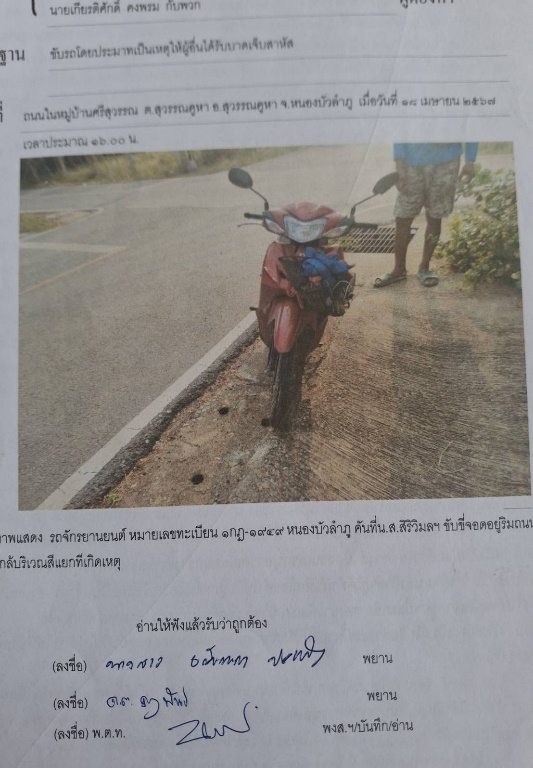 นายเกียรติศักดิ์ คงพรม กับพวก
ฐาน ขับรถโดยประมาทเป็นเหตุให้ผู้อื่นได้รับบาดเจ็บสาหัส
ที่ ถนนในหมู่บ้านศรีสุวรรณ ต.สุวรรณคูหา อ.สุวรรณคูหา จ.หนองบัวลำภู เมื่อวันที่ ๑๘ เมษายน ๒๕๖๗
เวลาประมาณ ๑๖.๐๐ น.
าพแสดง รถจักรยานยนต์ หมายเลขทะเบียน ๑กฎ-๑๙๔๙ หนองบัวลำภู คันที่น.ส.สิริวิมลฯ ขับขี่จอดอยู่ริมถนน
กล้บริเวณสี่แยกที่เกิดเหตุ
อ่านให้ฟังแล้วรับว่าถูกต้อง
(ลงชื่อ) พยาน
(ลงชื่อ) พยาน
(ลงชื่อ) พ.ต.ท. พงส.ฯ/บันทึก/อ่าน